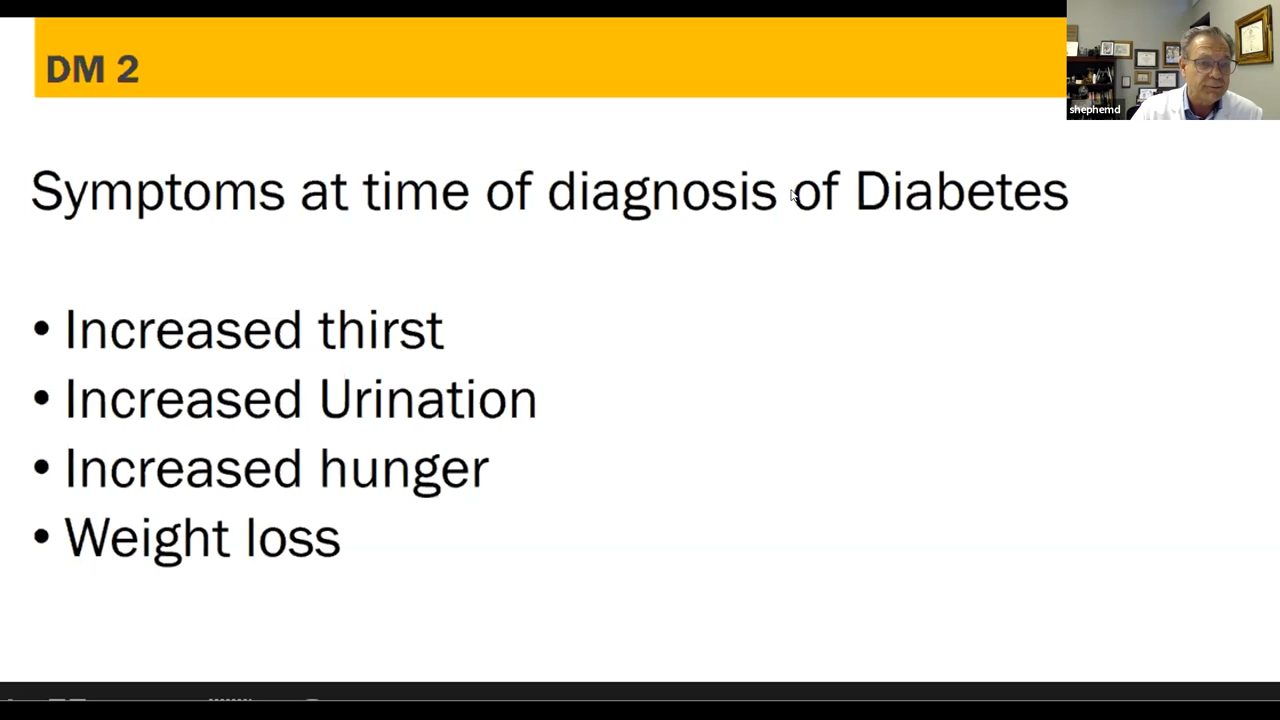 DM 2
shephemd
Symptoms at time of diagnosis of Diabetes
• Increased thirst
• Increased Urination
• Increased hunger
• Weight loss